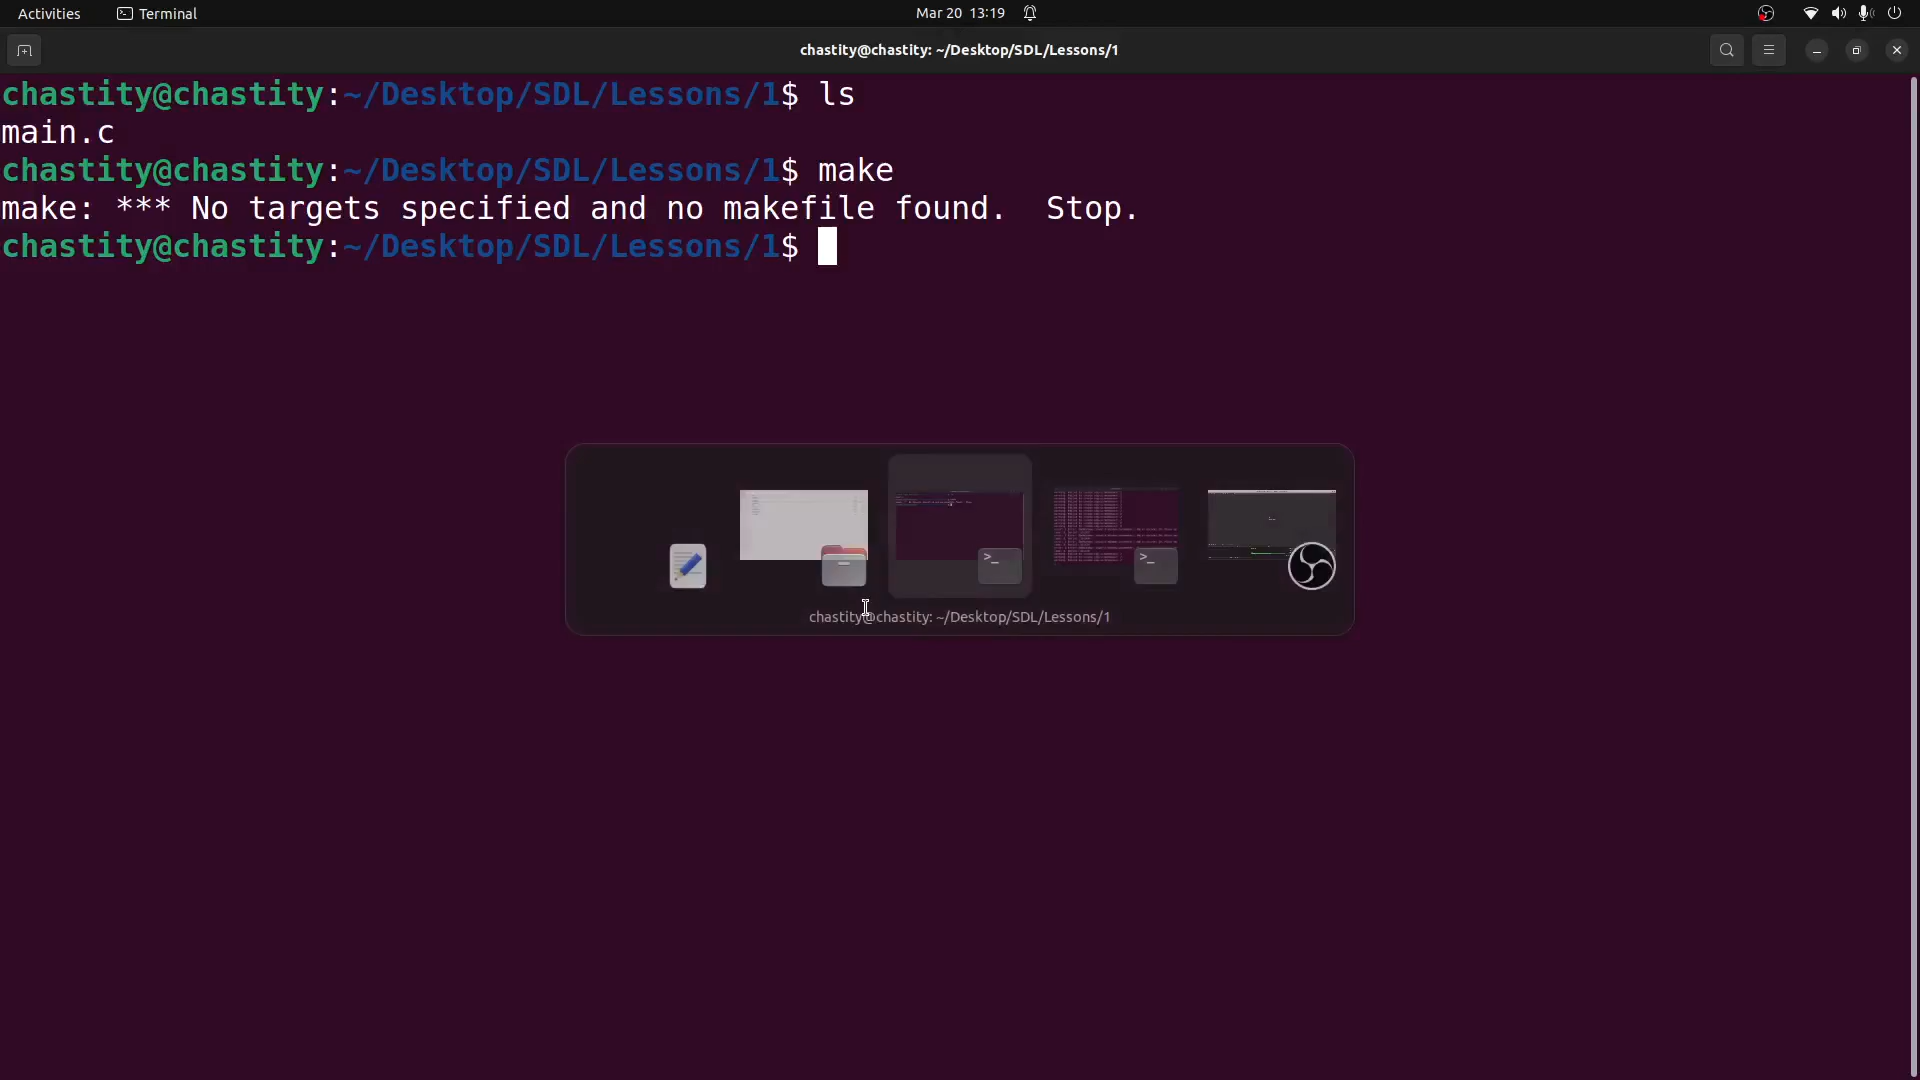 Activities Terminal Mar 20 13:19
chastity@chastity: ~/Desktop/SDL/Lessons/1
chastity@chastity:~/Desktop/SDL/Lessons/1$ ls
main.c
chastity@chastity:~/Desktop/SDL/Lessons/1$ make
make: *** No targets specified and no makefile found.  Stop.
chastity@chastity:~/Desktop/SDL/Lessons/1$
chastity@chastity: ~/Desktop/SDL/Lessons/1